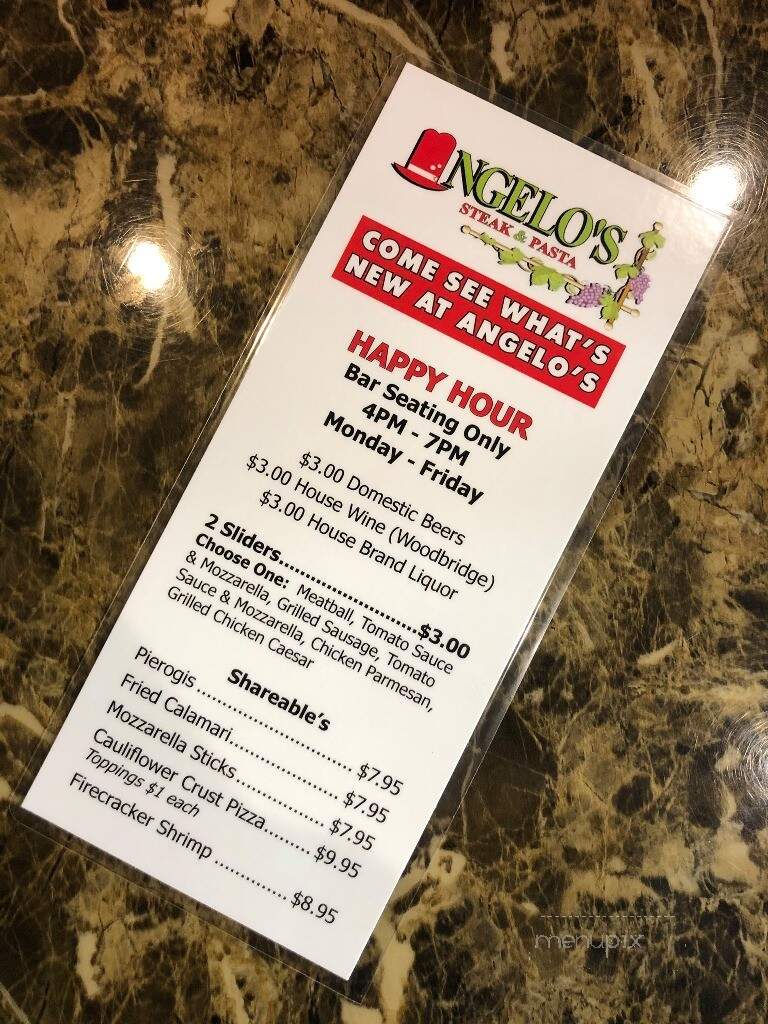 ANGELO'S
STEAK & PASTA
COME SEE WHAT'S
NEW AT ANGELO'S
HAPPY HOUR
Bar Seating Only
4PM - 7PM
Monday - Friday
$3.00 Domestic Beers
$3.00 House Wine (Woodbridge)
$3.00 House Brand Liquor
2 Sliders..........................$3.00
Choose One: Meatball, Tomato Sauce
& Mozzarella, Grilled Sausage, Tomato
Sauce & Mozzarella, Chicken Parmesan,
Grilled Chicken Caesar
Shareable's
Pierogis ........................ $7.95
Fried Calamari.................. $7.95
Mozzarella Sticks............... $7.95
Cauliflower Crust Pizza........ $9.95
Toppings $1 each
Firecracker Shrimp .............. $8.95
menupix